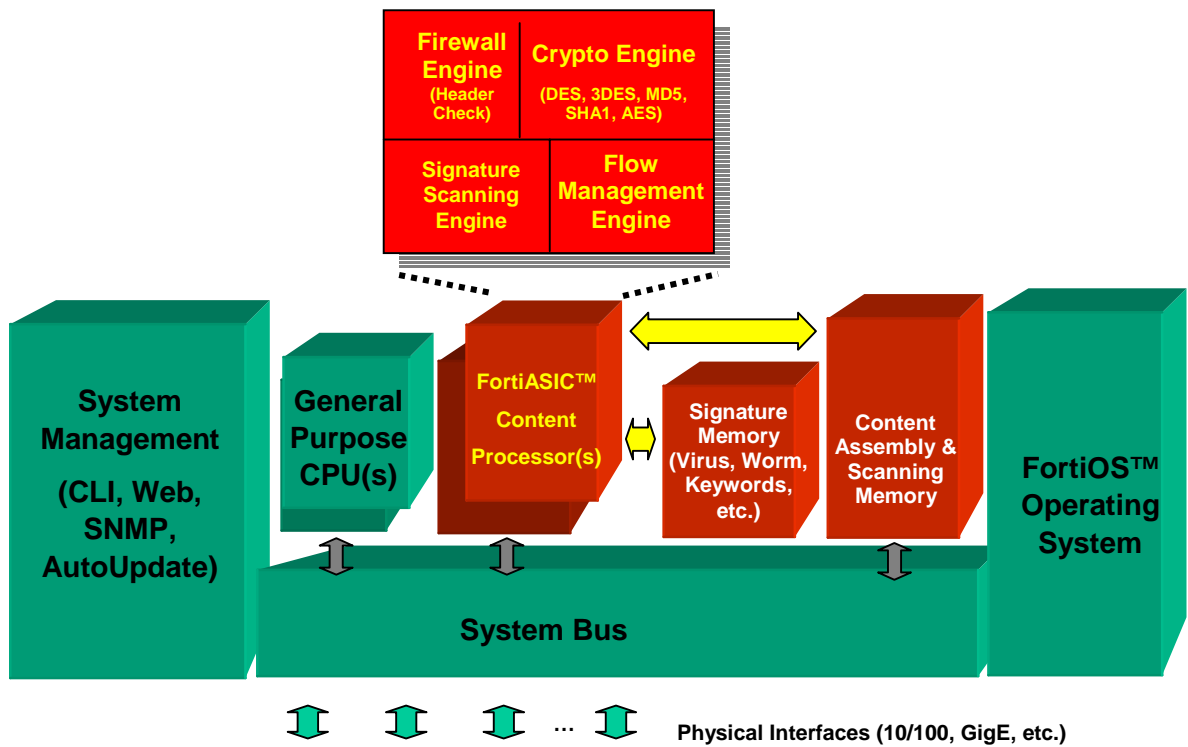 Firewall
Engine
(Header
Check)
Crypto Engine
(DES, 3DES, MD5,
SHA1, AES)
Signature
Scanning
Engine
Flow
Management
Engine
System
Management
(CLI, Web,
SNMP,
AutoUpdate)
General
Purpose
CPU(s)
FortiASIC™
Content
Processor(s)
Signature
Memory
(Virus, Worm,
Keywords,
etc.)
Content
Assembly &
Scanning
Memory
FortiOS™
Operating
System
System Bus
...
Physical Interfaces (10/100, GigE, etc.)